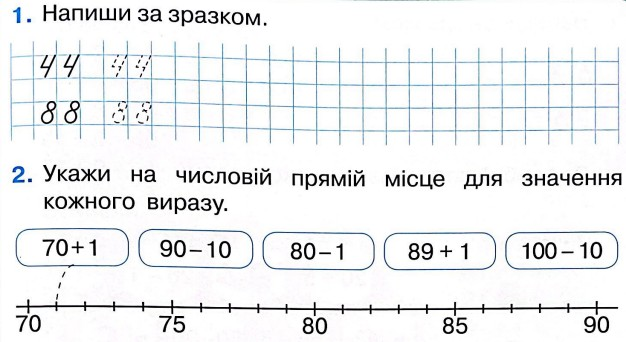 1. Напиши за зразком.
44 44
88 88
2. Укажи на числовій прямій місце для значення
кожного виразу.
70+1 90–10 80–1 89 + 1 100 – 10
70 75 80 85 90